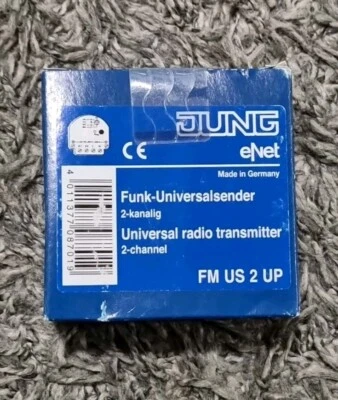 JUNG
CE
eNet
Made in Germany
Funk-Universalsender
2-kanalig
Universal radio transmitter
2-channel
FM US 2 UP
4011377087019